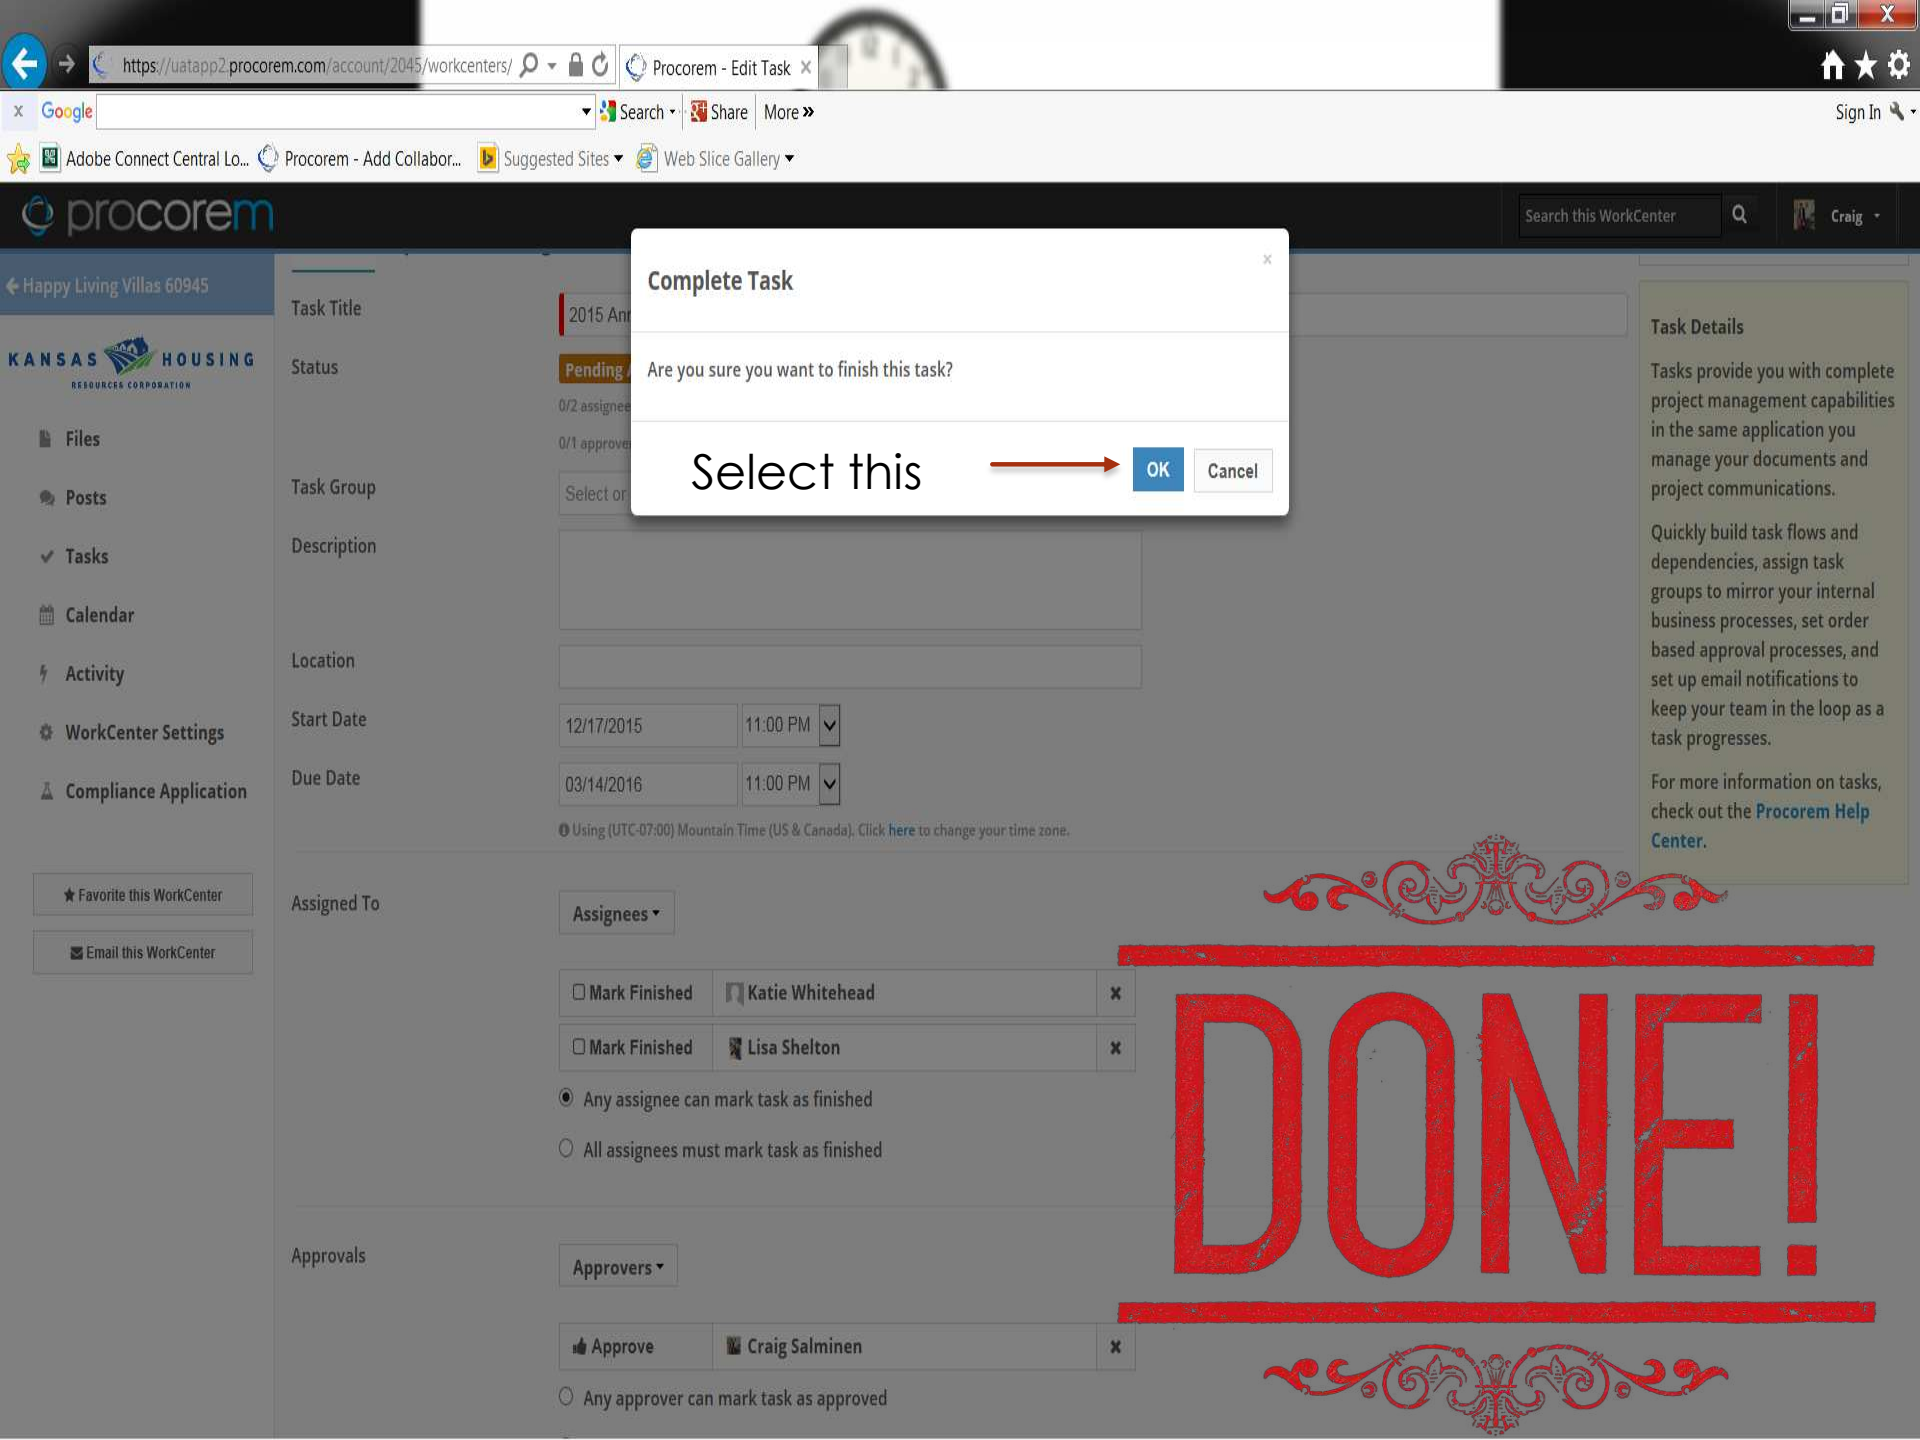 https://uatapp2.procorem.com/account/2045/workcenters/
Procorem - Edit Task
x Google
Search
Share
More »
Sign In
Adobe Connect Central Lo...
Procorem - Add Collabor...
Suggested Sites
Web Slice Gallery
procorem
Search this WorkCenter
Craig
Happy Living Villas 60945
KANSAS HOUSING
RESOURCES CORPORATION
Files
Posts
Tasks
Calendar
Activity
WorkCenter Settings
Compliance Application
Favorite this WorkCenter
Email this WorkCenter
Complete Task
Are you sure you want to finish this task?
Select this
OK
Cancel
Task Title
2015 Ann
Status
Pending
0/2 assignee
0/1 approve
Task Group
Select or
Description
Location
Start Date
12/17/2015
11:00 PM
Due Date
03/14/2016
11:00 PM
Using (UTC-07:00) Mountain Time (US & Canada). Click here to change your time zone.
Assigned To
Assignees
Mark Finished
Katie Whitehead
Mark Finished
Lisa Shelton
Any assignee can mark task as finished
All assignees must mark task as finished
Approvals
Approvers
Approve
Craig Salminen
Any approver can mark task as approved
Task Details
Tasks provide you with complete
project management capabilities
in the same application you
manage your documents and
project communications.
Quickly build task flows and
dependencies, assign task
groups to mirror your internal
business processes, set order
based approval processes, and
set up email notifications to
keep your team in the loop as a
task progresses.
For more information on tasks,
check out the Procorem Help
Center.
DONE!